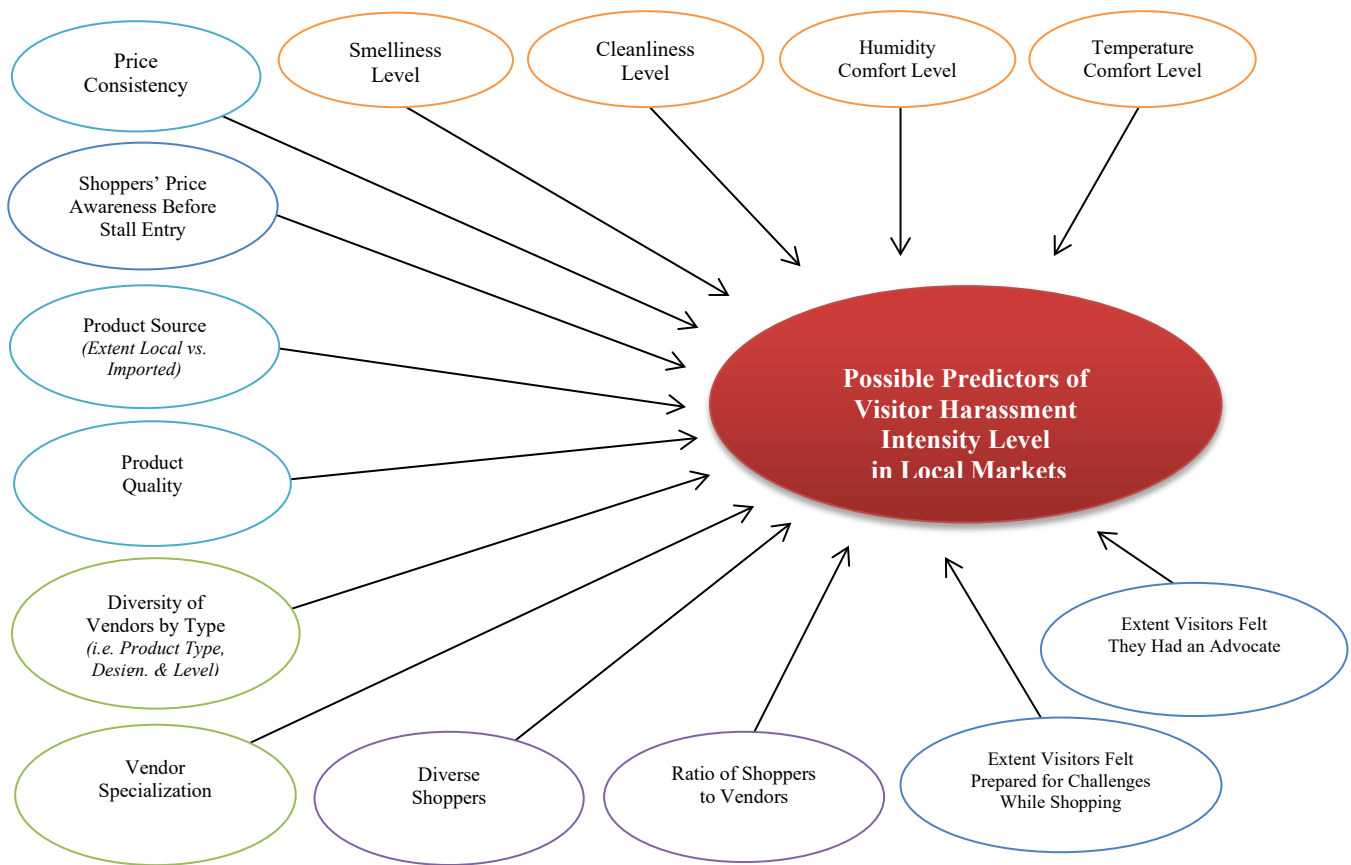 Price
Consistency
Smelliness
Level
Cleanliness
Level
Humidity
Comfort Level
Temperature
Comfort Level
Shoppers’ Price
Awareness Before
Stall Entry
Product Source
(Extent Local vs.
Imported)
Product
Quality
Diversity of
Vendors by Type
(i.e. Product Type,
Design, & Level)
Vendor
Specialization
Diverse
Shoppers
Ratio of Shoppers
to Vendors
Extent Visitors Felt
Prepared for Challenges
While Shopping
Extent Visitors Felt
They Had an Advocate
Possible Predictors of
Visitor Harassment
Intensity Level
in Local Markets